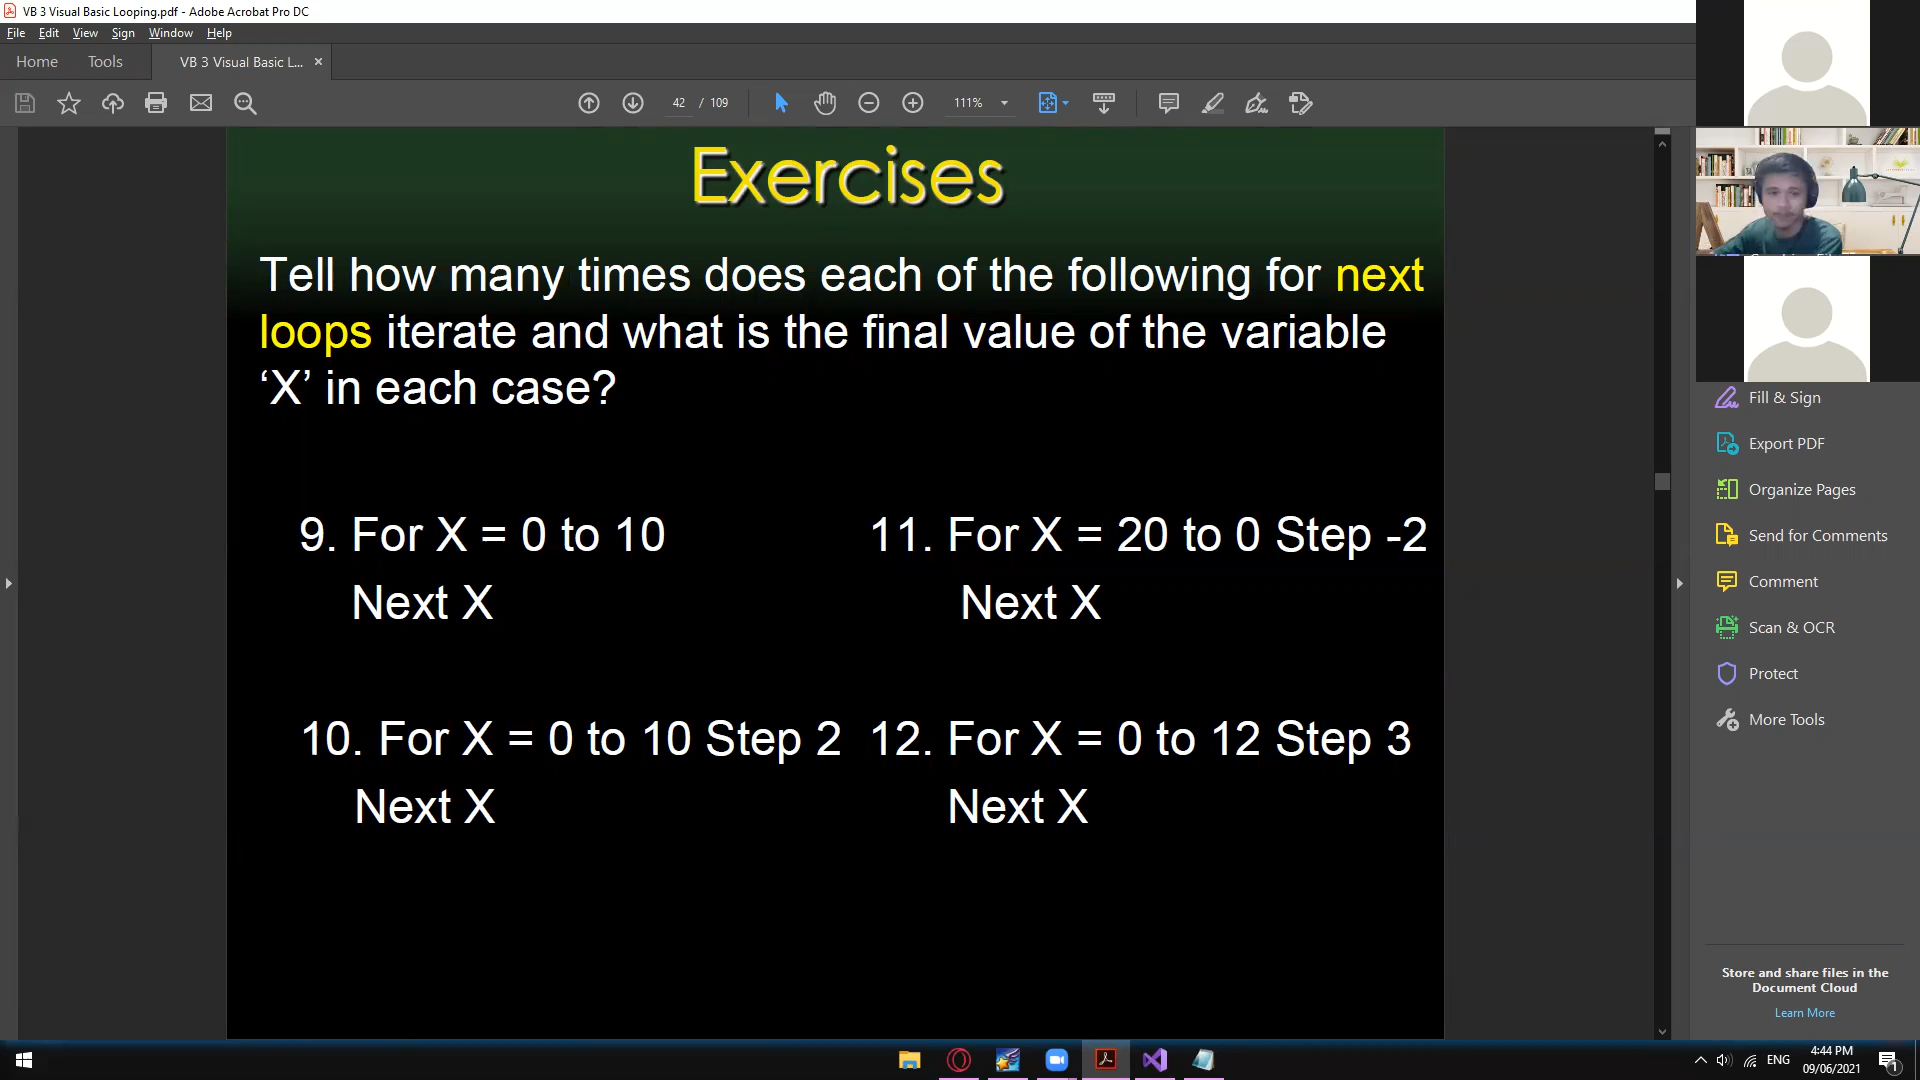 VB 3 Visual Basic Looping.pdf - Adobe Acrobat Pro DC
File Edit View Sign Window Help
Home Tools VB 3 Visual Basic L... ×
42 / 109 111%
Exercises
Tell how many times does each of the following for next
loops iterate and what is the final value of the variable
‘X’ in each case?
9. For X = 0 to 10
Next X
11. For X = 20 to 0 Step -2
Next X
10. For X = 0 to 10 Step 2
Next X
12. For X = 0 to 12 Step 3
Next X
Fill & Sign
Export PDF
Organize Pages
Send for Comments
Comment
Scan & OCR
Protect
More Tools
Store and share files in the
Document Cloud
Learn More
ENG
4:44 PM
09/06/2021
1